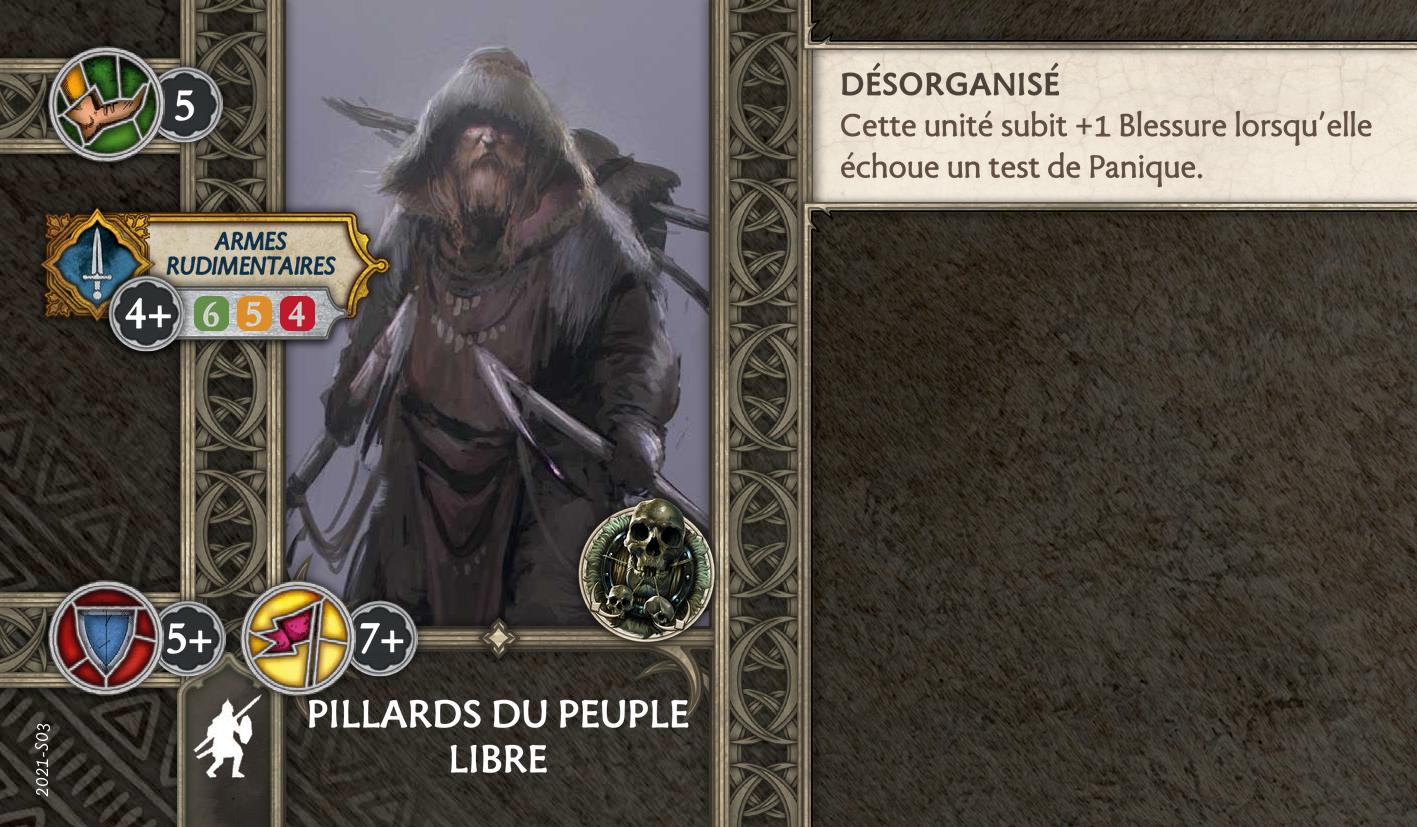 5
ARMES
RUDIMENTAIRES
4+ 6 5 4
5+ 7+
PILLARDS DU PEUPLE
LIBRE
2021-S03
DÉSORGANISÉ
Cette unité subit +1 Blessure lorsqu'elle
échoue un test de Panique.